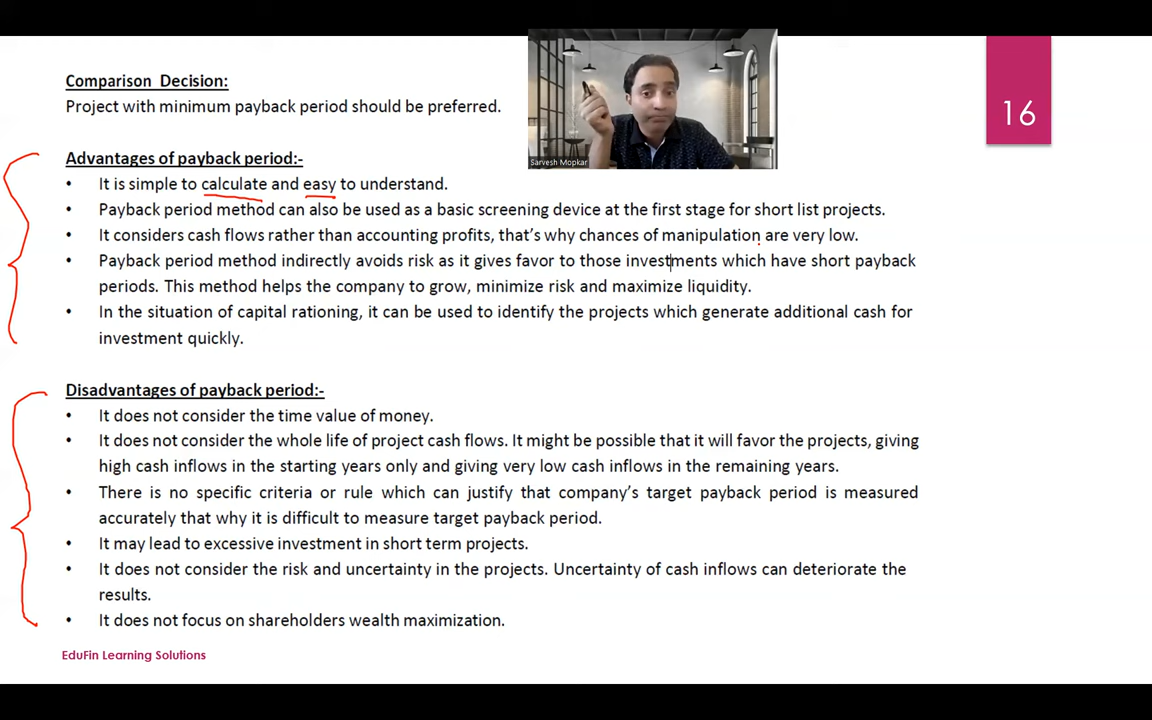 Comparison Decision:
Project with minimum payback period should be preferred.
16
Sarvesh Mopkar
Advantages of payback period:-
• It is simple to calculate and easy to understand.
• Payback period method can also be used as a basic screening device at the first stage for short list projects.
• It considers cash flows rather than accounting profits, that's why chances of manipulation are very low.
• Payback period method indirectly avoids risk as it gives favor to those investments which have short payback
periods. This method helps the company to grow, minimize risk and maximize liquidity.
• In the situation of capital rationing, it can be used to identify the projects which generate additional cash for
investment quickly.
Disadvantages of payback period:-
• It does not consider the time value of money.
• It does not consider the whole life of project cash flows. It might be possible that it will favor the projects, giving
high cash inflows in the starting years only and giving very low cash inflows in the remaining years.
• There is no specific criteria or rule which can justify that company's target payback period is measured
accurately that why it is difficult to measure target payback period.
• It may lead to excessive investment in short term projects.
• It does not consider the risk and uncertainty in the projects. Uncertainty of cash inflows can deteriorate the
results.
• It does not focus on shareholders wealth maximization.
EduFin Learning Solutions